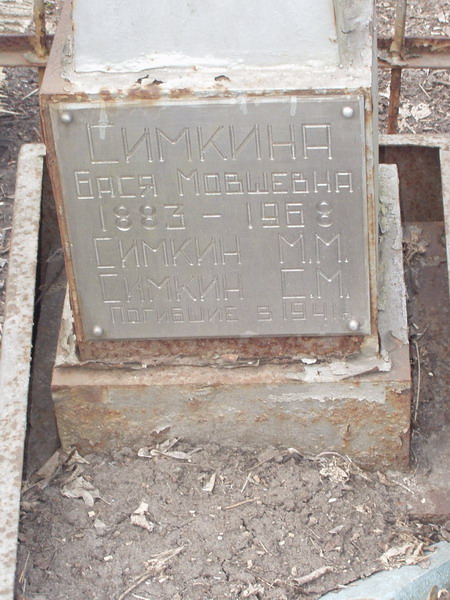 СИМКИНА
БАСЯ МОВШЕВНА
1883 – 1968
СИМКИН М.М.
СИМКИН С.М.
ПОГИБШИЕ В 1941г.